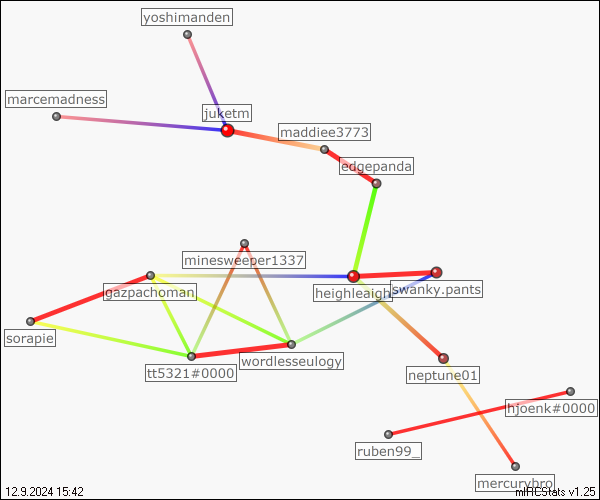 yoshimanden
marcemadness
juketm
maddiee3773
edgepanda
minesweeper1337
gazpachoman
heighleaigh
swanky.pants
sorapie
wordlesseulogy
tt5321#0000
neptune01
hjoenk#0000
ruben99_
mercurybro
12.9.2024 15:42
mIRCStats v1.25